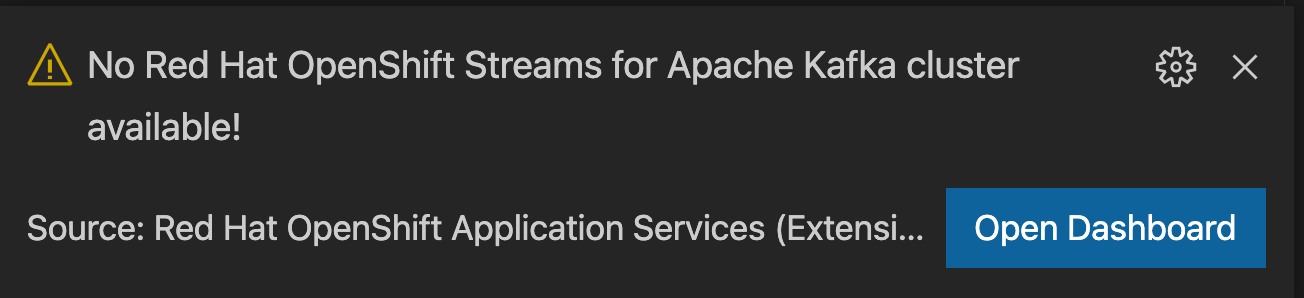 No Red Hat OpenShift Streams for Apache Kafka cluster
available!
Source: Red Hat OpenShift Application Services (Extensi...
Open Dashboard